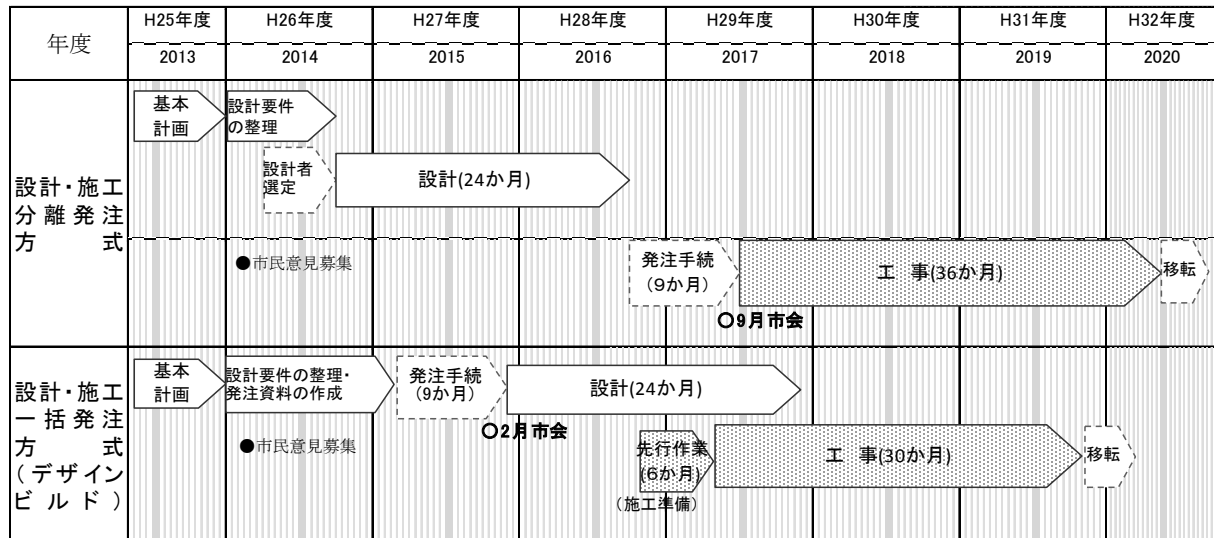 年度
H25年度 H26年度 H27年度 H28年度 H29年度 H30年度 H31年度 H32年度
2013 2014 2015 2016 2017 2018 2019 2020
設計・施工
分離発注
方式
基本
計画
設計要件
の整理
設計者
選定
設計(24か月)
●市民意見募集
発注手続
(9か月)
工 事(36か月)
移転
○9月市会
設計・施工
一括発注
方式
(デザイン
ビルド)
基本
計画
設計要件の整理・
発注資料の作成
発注手続
(9か月)
設計(24か月)
○2月市会
●市民意見募集
先行作業
(6か月)
(施工準備)
工 事(30か月)
移転